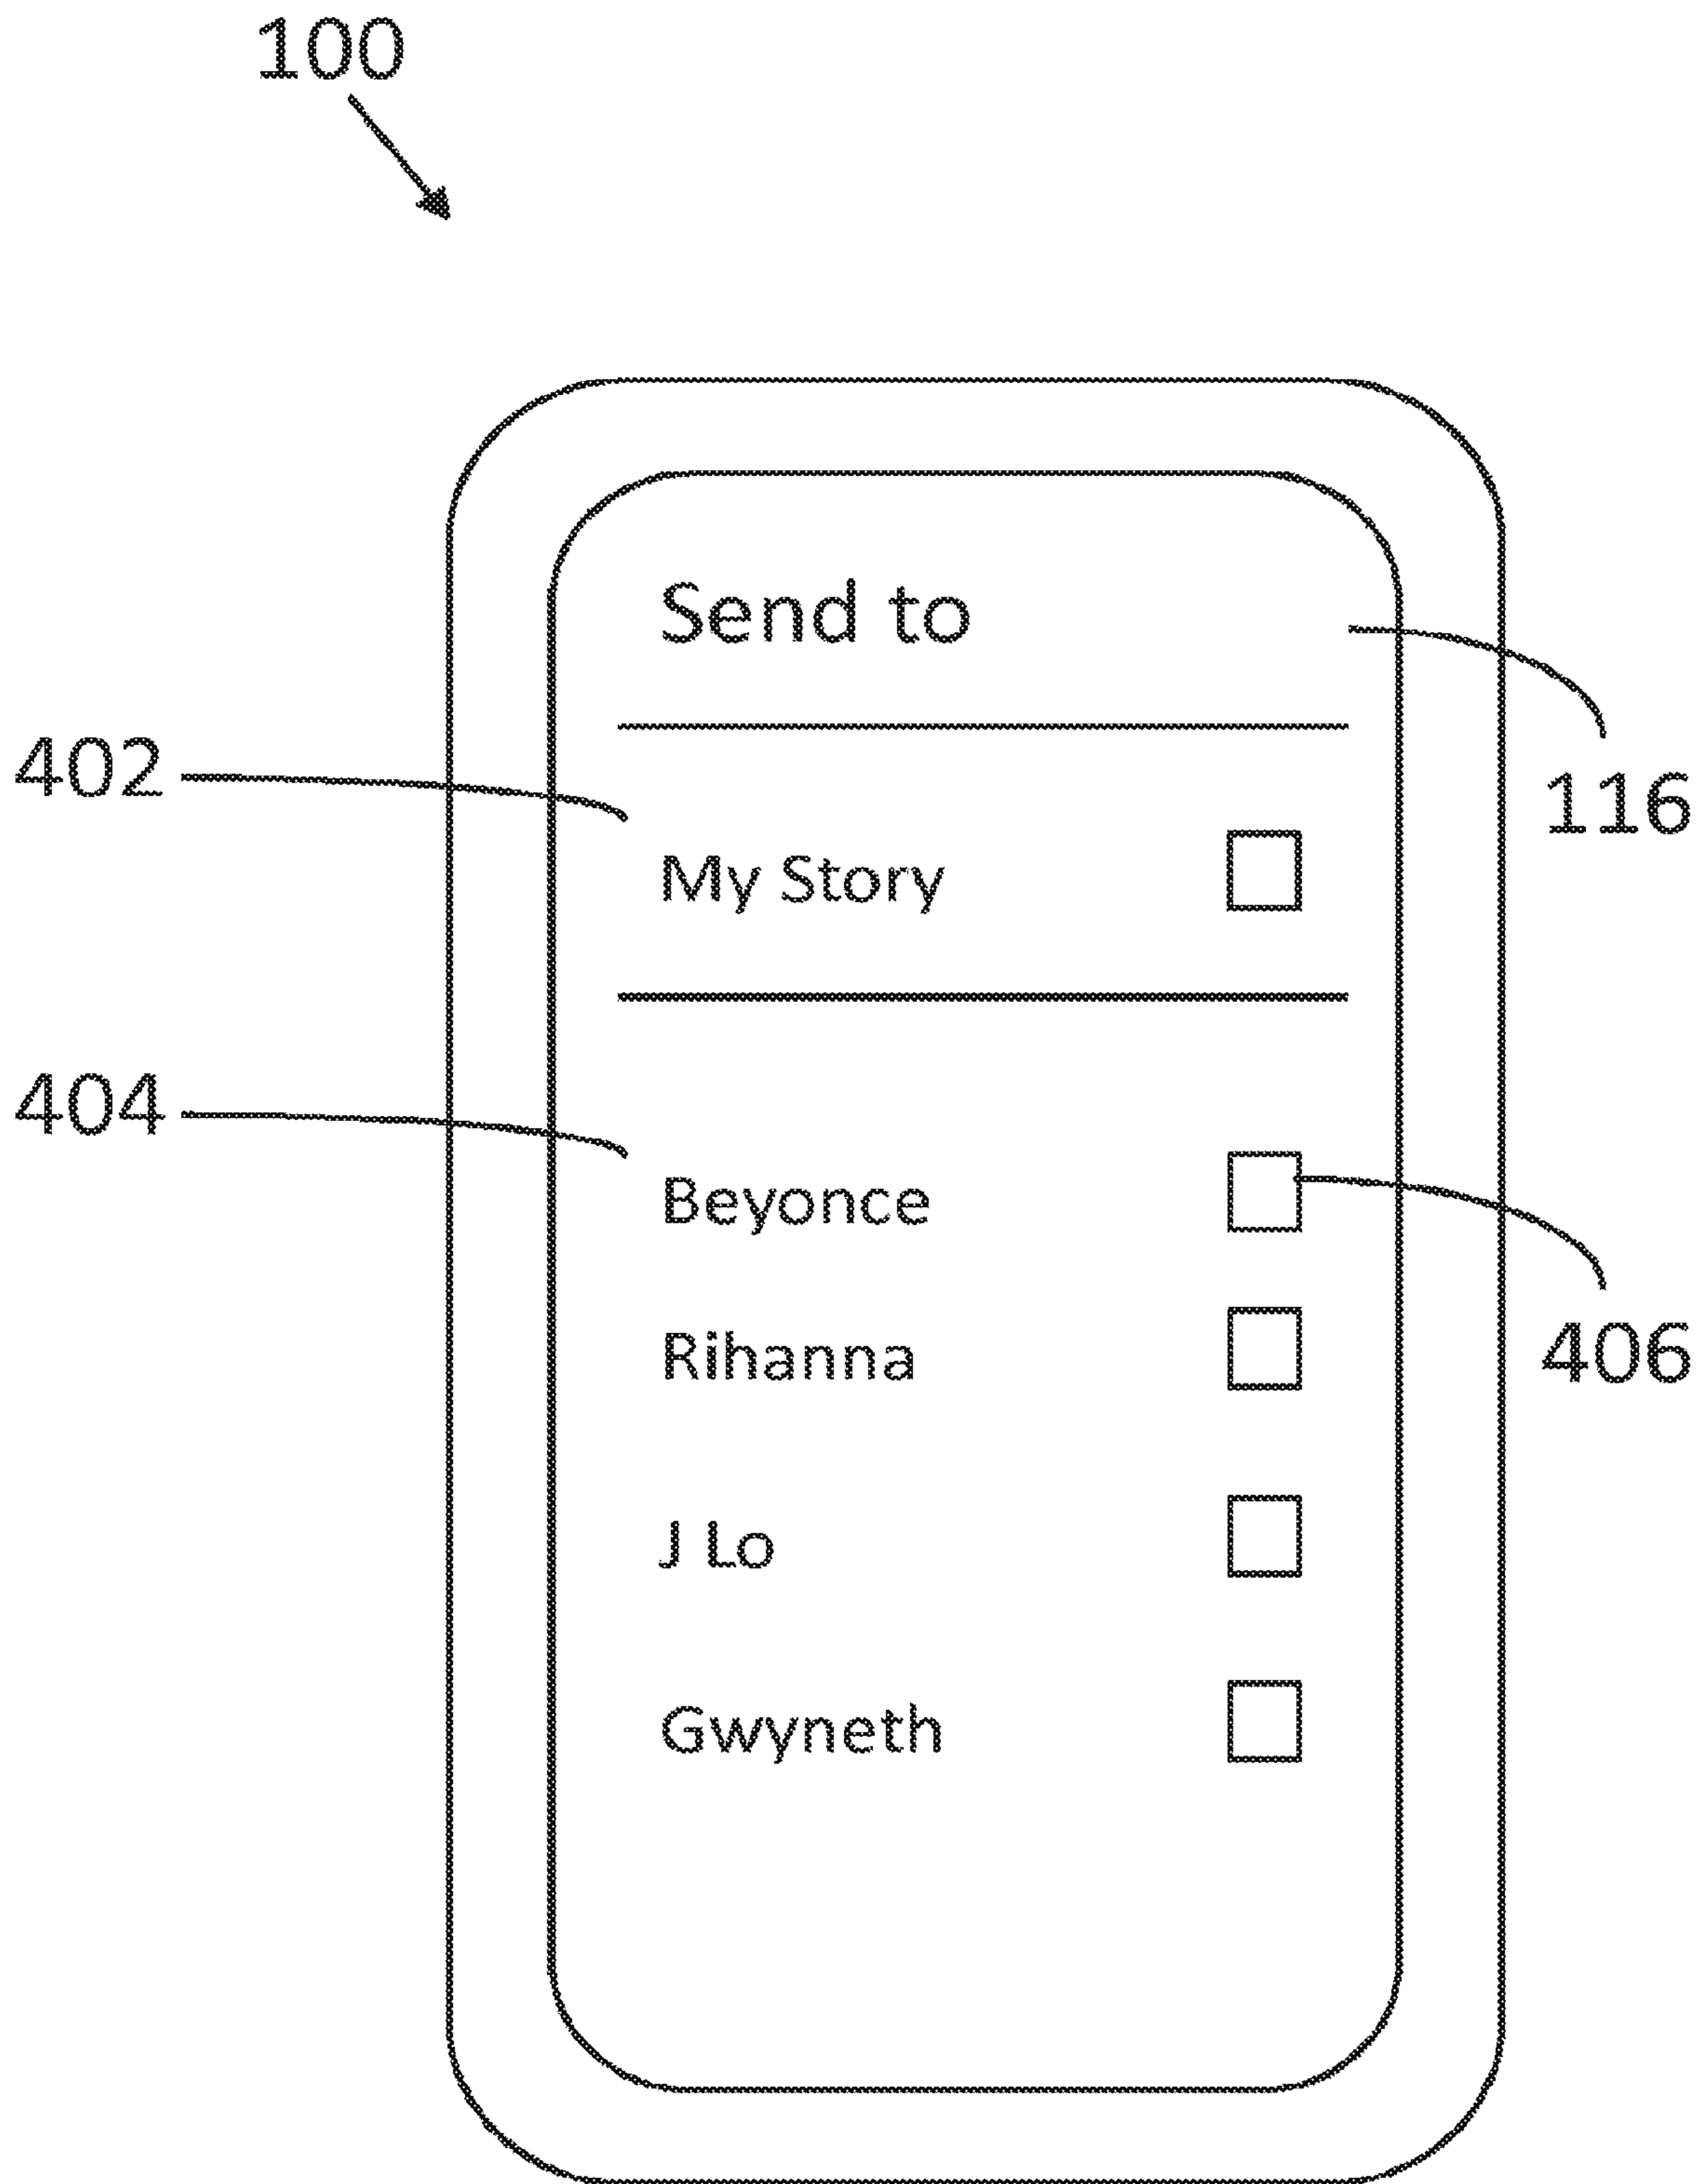 100
Send to
116
402
My Story
404
Beyonce
406
Rihanna
J Lo
Gwyneth